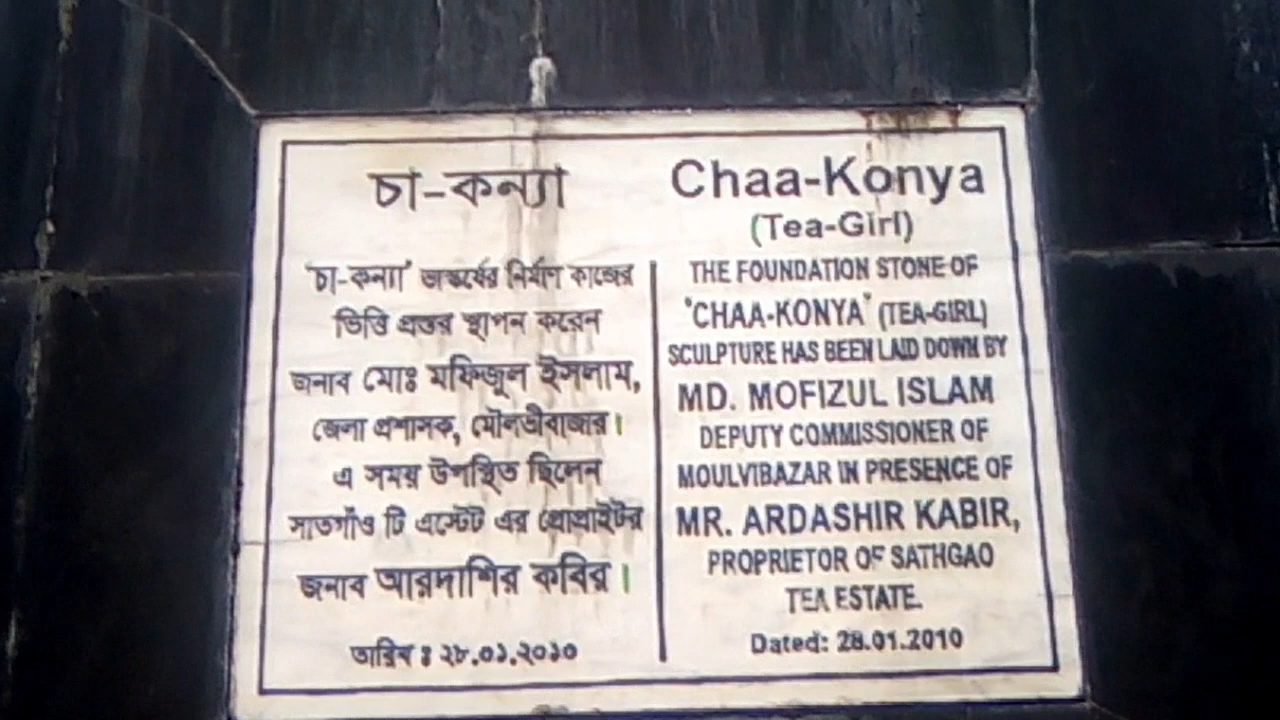 চা-কন্যা
'চা-কন্যা' ভাস্কর্যের নির্মাণ কাজের
ভিত্তি প্রস্তর স্থাপন করেন
জনাব মোঃ মফিজুল ইসলাম,
জেলা প্রশাসক, মৌলভীবাজার।
এ সময় উপস্থিত ছিলেন
সাতগাঁও টি এস্টেট এর প্রোপ্রাইটর
জনাব আরদাশির কবির।
তারিখ : ২৮.০১.২০১০
Chaa-Konya
(Tea-Girl)
THE FOUNDATION STONE OF
"CHAA-KONYA" (TEA-GIRL)
SCULPTURE HAS BEEN LAID DOWN BY
MD. MOFIZUL ISLAM
DEPUTY COMMISSIONER OF
MOULVIBAZAR IN PRESENCE OF
MR. ARDASHIR KABIR,
PROPRIETOR OF SATHGAO
TEA ESTATE.
Dated: 28.01.2010